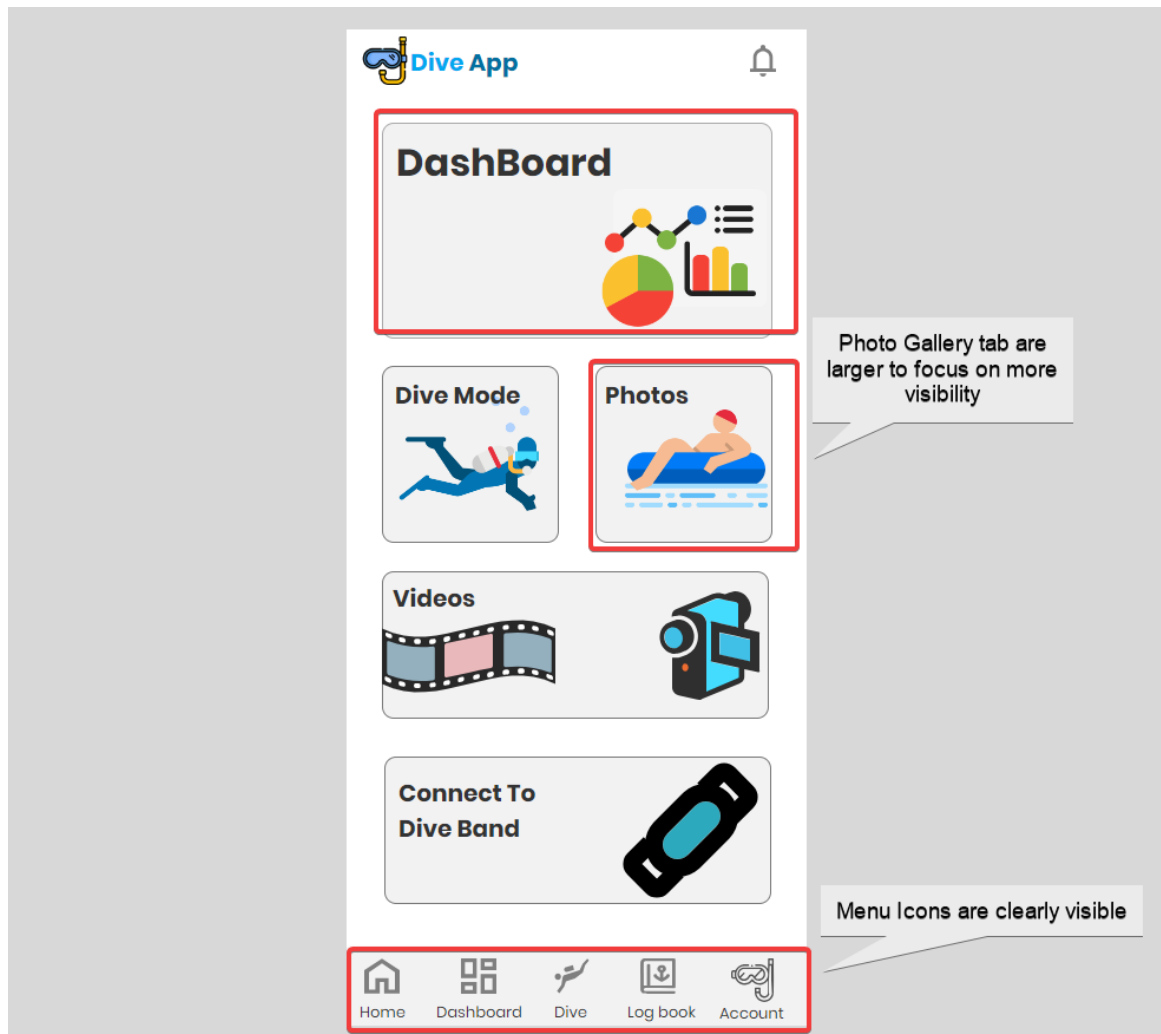 Dive App
DashBoard
Photo Gallery tab are
larger to focus on more
visibility
Dive Mode
Photos
Videos
Connect To
Dive Band
Menu Icons are clearly visible
Home
Dashboard
Dive
Log book
Account